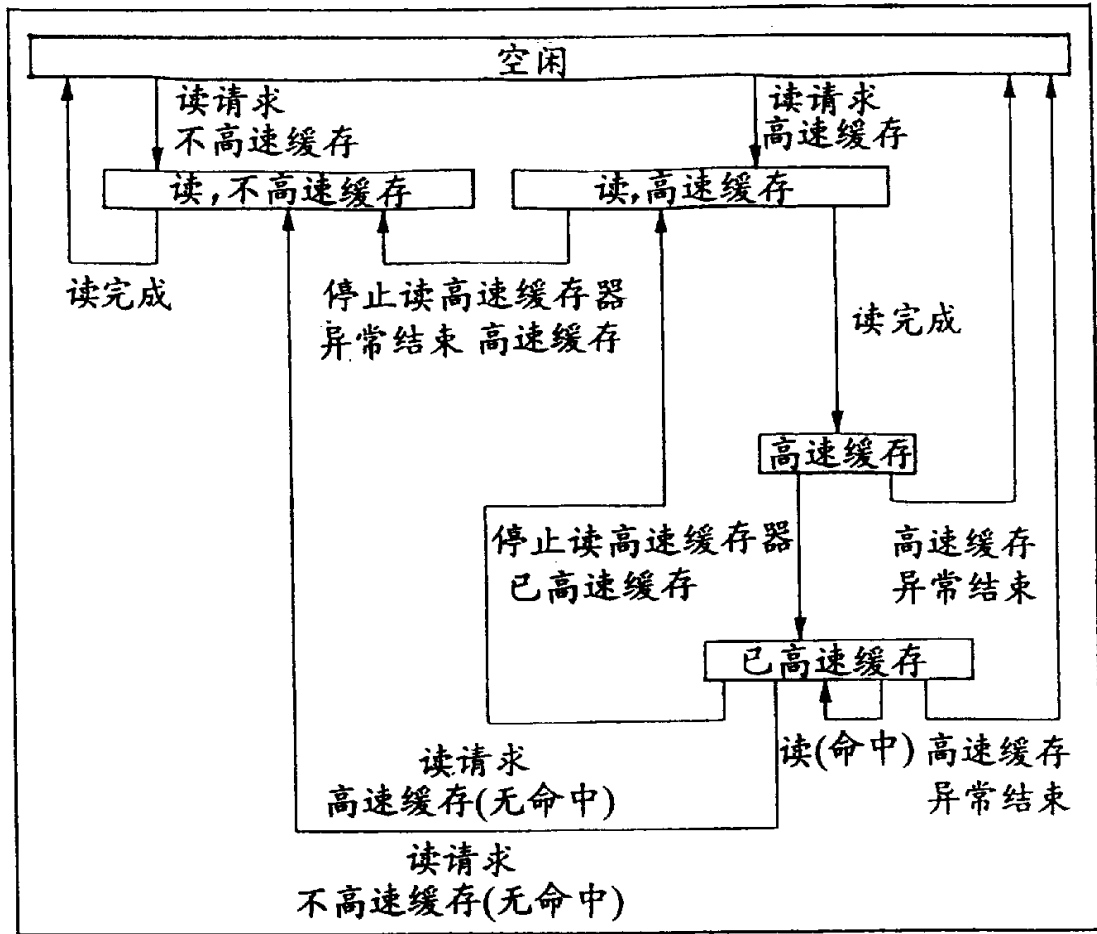 空闲
读请求
不高速缓存
读请求
高速缓存
读,不高速缓存
读,高速缓存
读完成
停止读高速缓存器
异常结束 高速缓存
读完成
高速缓存
停止读高速缓存器
已高速缓存
高速缓存
异常结束
已高速缓存
读(命中)
高速缓存
异常结束
读请求
高速缓存(无命中)
读请求
不高速缓存(无命中)